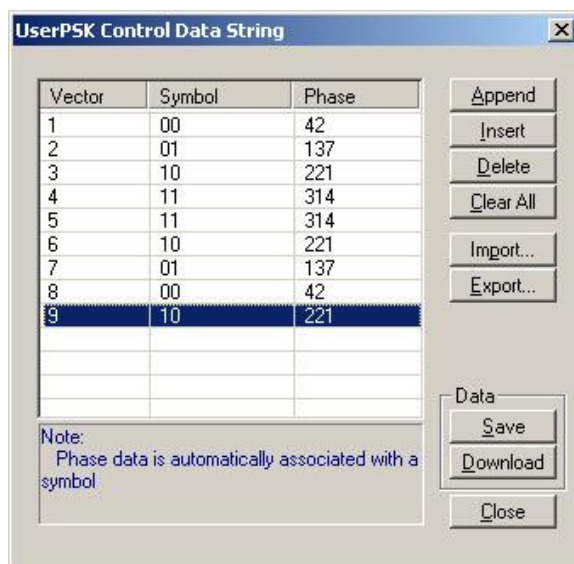 UserPSK Control Data String
Vector Symbol Phase
1 00 42
2 01 137
3 10 221
4 11 314
5 11 314
6 10 221
7 01 137
8 00 42
9 10 221
Note:
Phase data is automatically associated with a
symbol
Append
Insert
Delete
Clear All
Import...
Export...
Data
Save
Download
Close